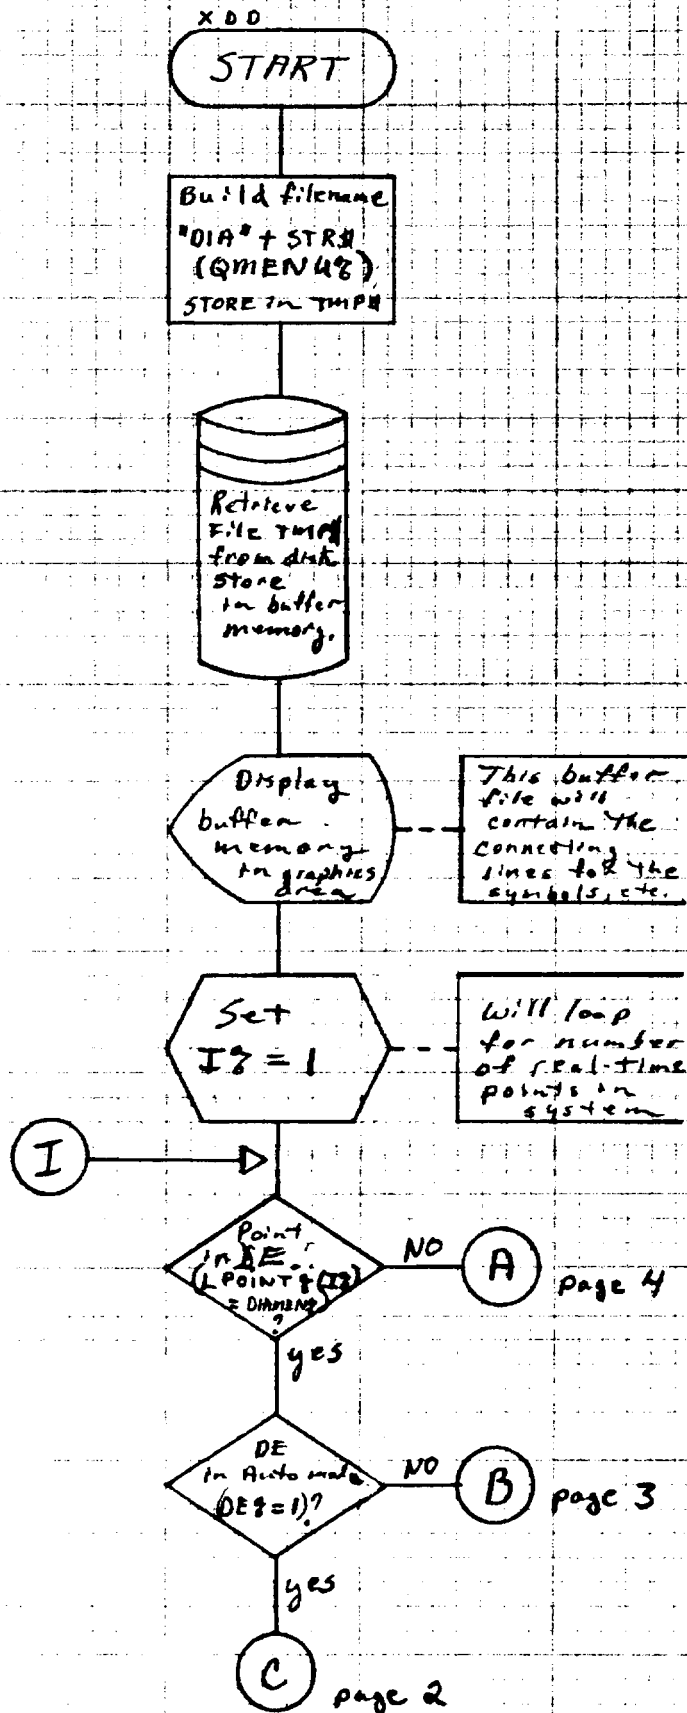 XDD
START
Build filename
"DIA" + STR$
(QMENU%)
STORE in TMP$
Retrieve
File TMP$
from disk
store
in buffer
memory.
Display
buffer
memory
in graphics
area
This buffer
file will
contain the
connecting
lines for the
symbols, etc.
Set
I% = 1
Will loop
for number
of real-time
points in
system
I
Point
in DE
POINT%(I%)
= DIAMEN%
?
NO
A
page 4
yes
DE
in Auto mode
(DE%=1)?
NO
B
page 3
yes
C
page 2